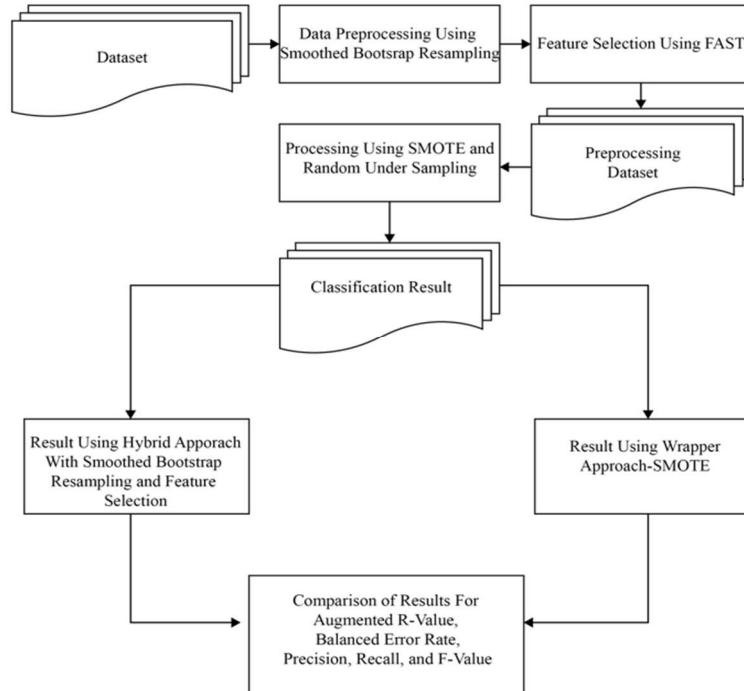 Dataset
Data Preprocessing Using
Smoothed Bootsrap Resampling
Feature Selection Using FAST
Processing Using SMOTE and
Random Under Sampling
Preprocessing
Dataset
Classification Result
Result Using Hybrid Apporach
With Smoothed Bootstrap
Resampling and Feature
Selection
Result Using Wrapper
Approach-SMOTE
Comparison of Results For
Augmented R-Value,
Balanced Error Rate,
Precision, Recall, and F-Value